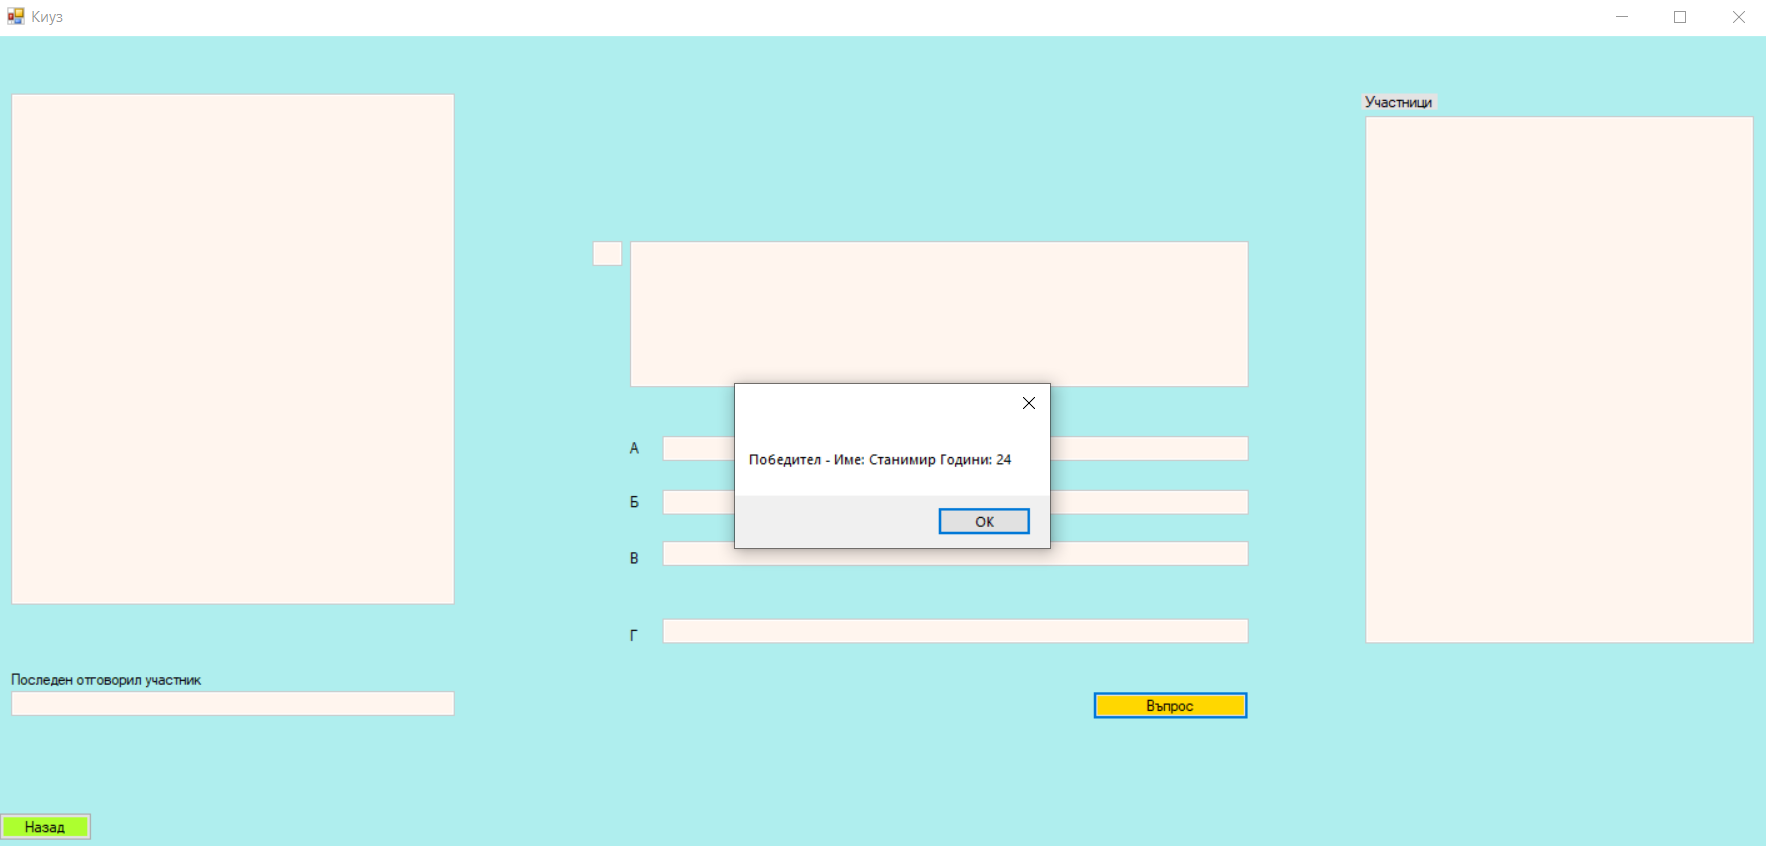 Киуз
Участници
А
Б
В
Г
Победител - Име: Станимир Години: 24
OK
Последен отговорил участник
Въпрос
Назад